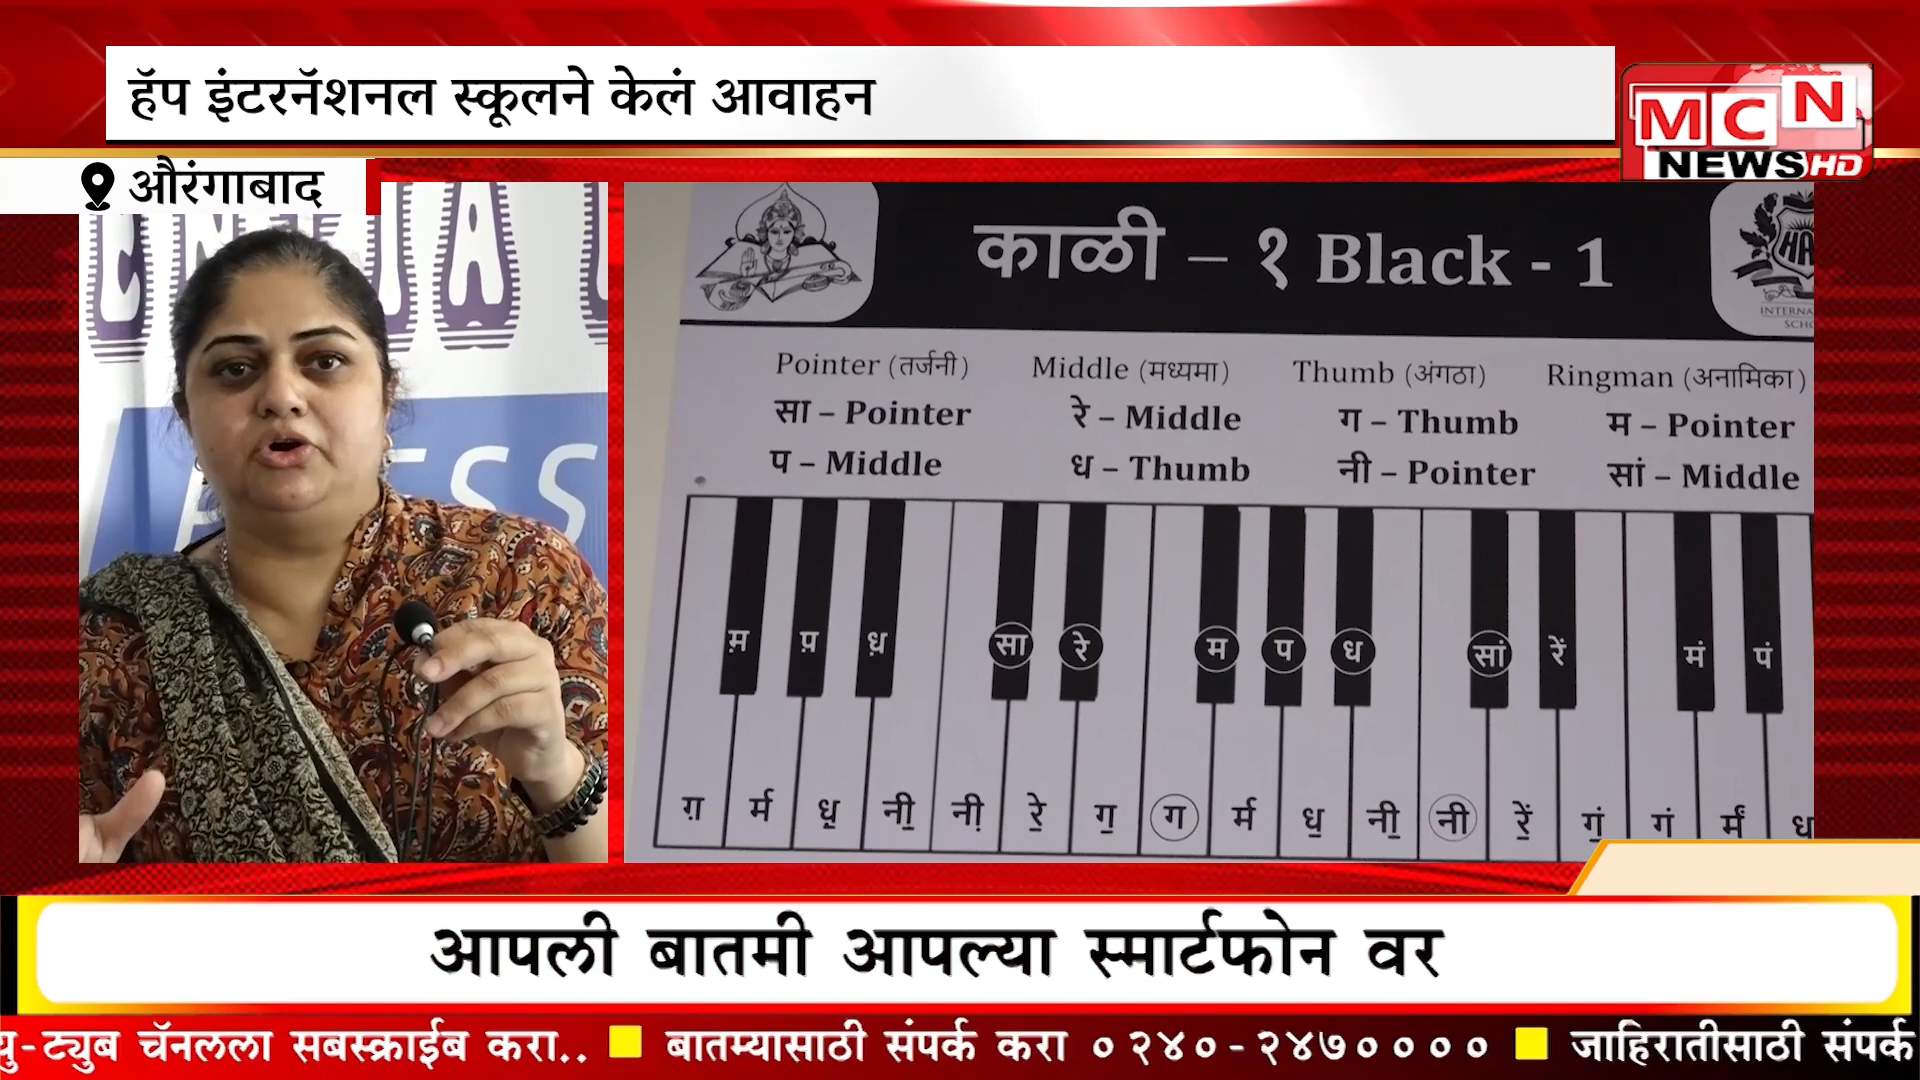 हॅप इंटरनॅशनल स्कूलने केलं आवाहन
MCN
NEWS HD
औरंगाबाद
काळी – १ Black - 1
INTERNA
SCHO
Pointer (तर्जनी) Middle (मध्यमा) Thumb (अंगठा) Ringman (अनामिका)
सा – Pointer रे – Middle ग – Thumb म – Pointer
प – Middle ध – Thumb नी – Pointer सां – Middle
म़ प़ ध़ सा रे म प ध सां रें मं पं
ग़ र्म ध॒ नी॒ नी़ रे॒ ग॒ ग र्म ध॒ नी॒ नी रें॒ गं॒ गं र्मं ध
आपली बातमी आपल्या स्मार्टफोन वर
यु-ट्युब चॅनलला सबस्क्राईब करा.. बातम्यासाठी संपर्क करा ०२४०-२४७०००० जाहिरातीसाठी संपर्क